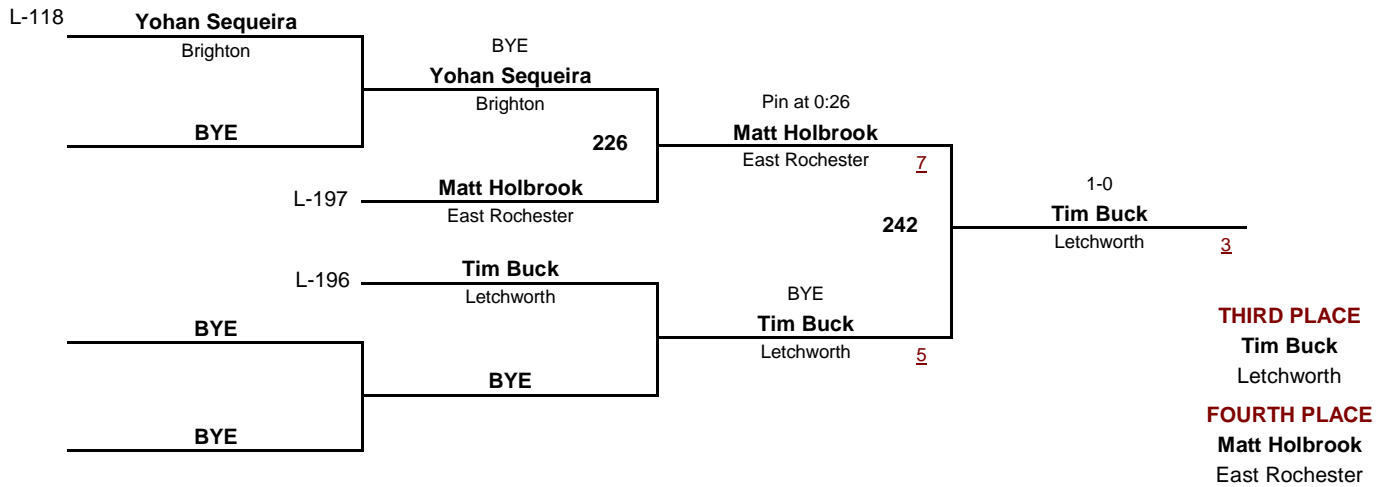 L-118
Yohan Sequeira
Brighton
BYE
BYE
Yohan Sequeira
Brighton
226
L-197
Matt Holbrook
East Rochester
Pin at 0:26
Matt Holbrook
East Rochester
7
L-196
Tim Buck
Letchworth
BYE
BYE
BYE
BYE
Tim Buck
Letchworth
5
242
1-0
Tim Buck
Letchworth
3
THIRD PLACE
Tim Buck
Letchworth
FOURTH PLACE
Matt Holbrook
East Rochester